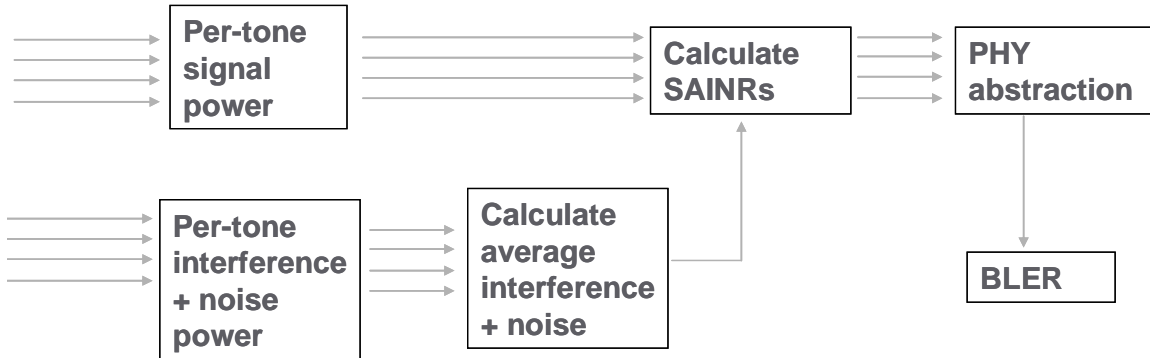 Per-tone
signal
power
Calculate
SAINRs
PHY
abstraction
Per-tone
interference
+ noise
power
Calculate
average
interference
+ noise
BLER